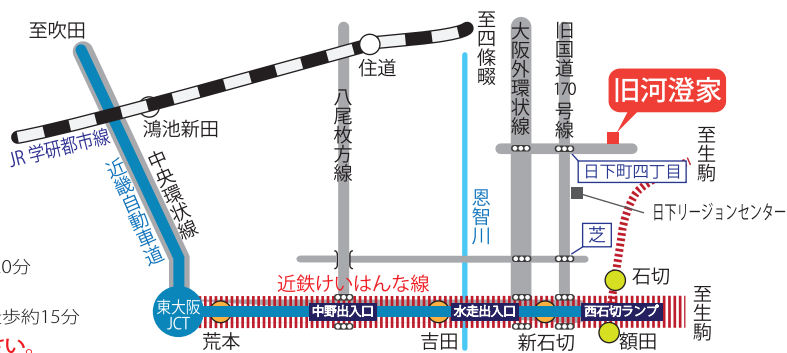 至吹田
住道
至四條畷
大阪外環状線
旧国道170号線
旧河澄家
鴻池新田
JR 学研都市線
近畿自動車道
中央環状線
八尾枚方線
恩智川
至生駒
日下町四丁目
日下リージョンセンター
芝
0分
歩約15分
さい。
近鉄けいはんな線
石切
東大阪
JCT
中野出入口
水走出入口
西石切ランプ
荒本
吉田
新石切
額田
至生駒